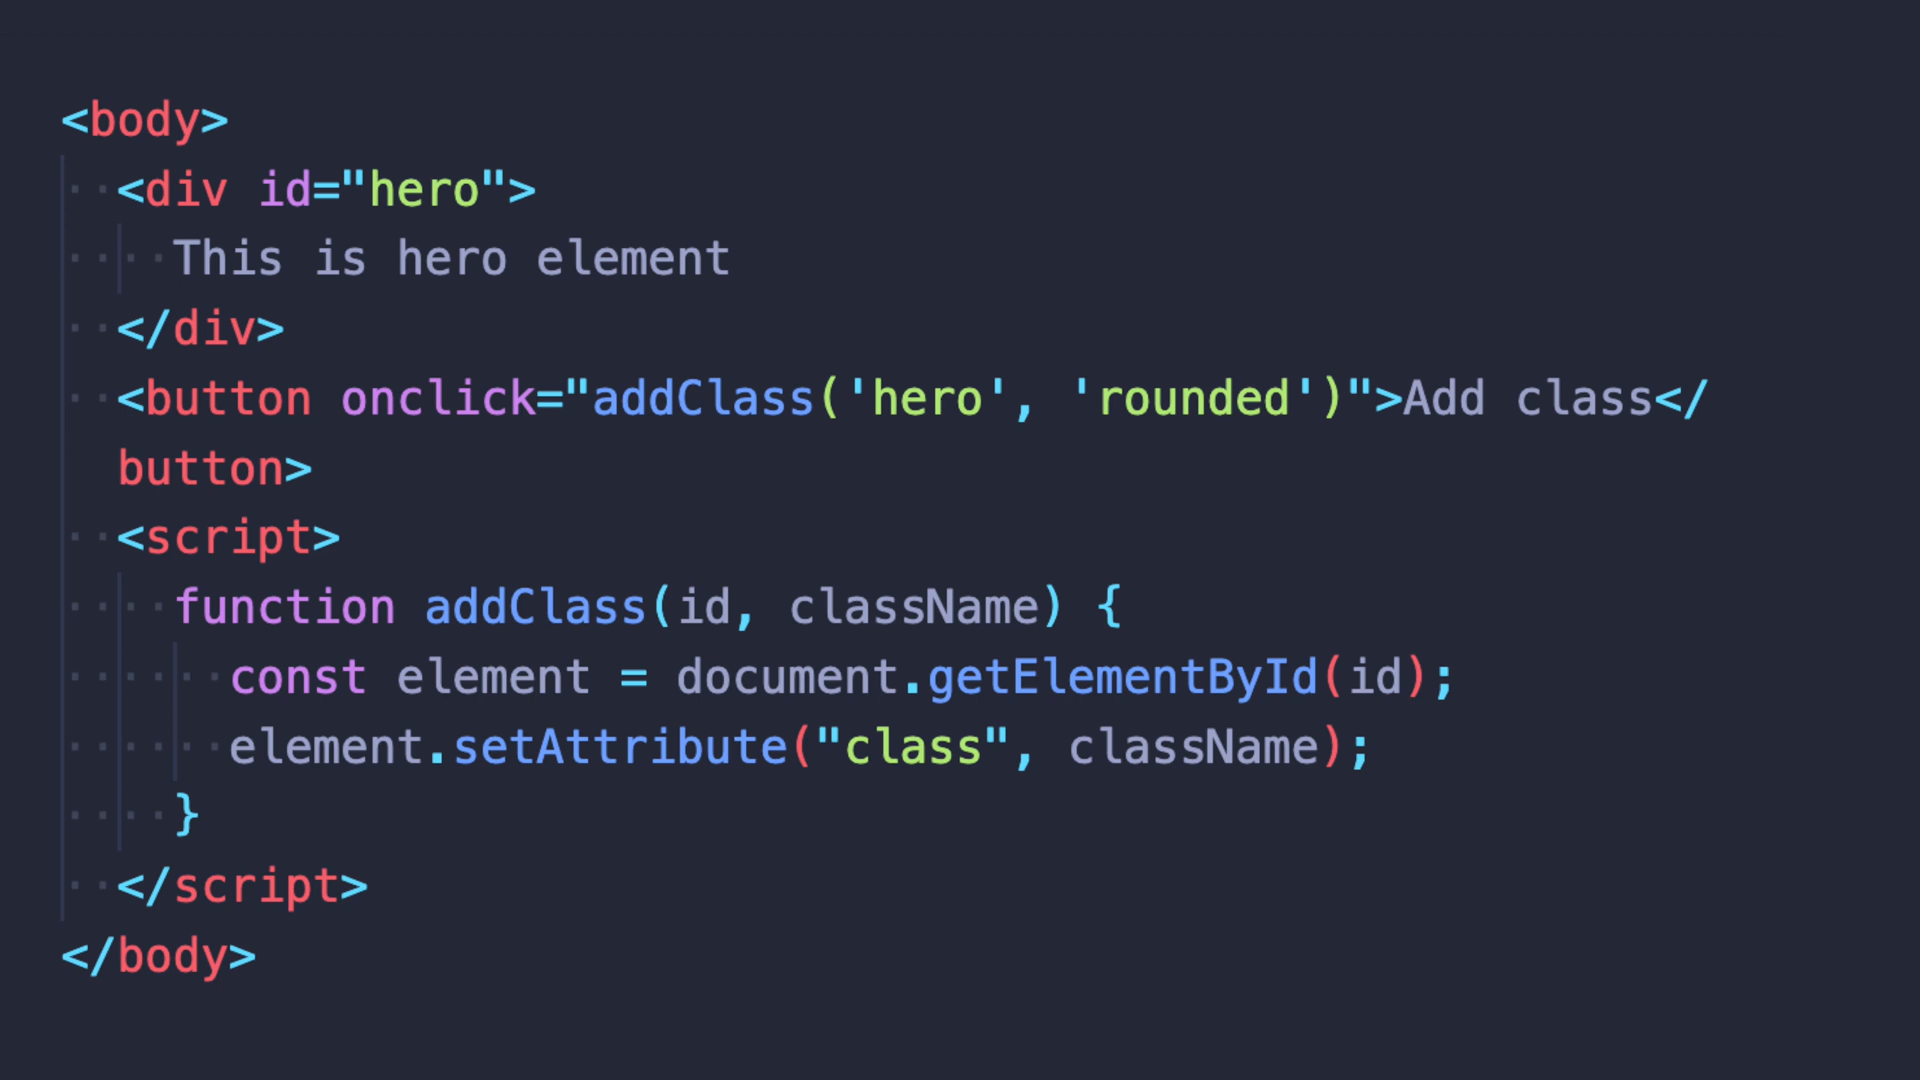 <body>
<div id="hero">
This is hero element
</div>
<button onclick="addClass('hero', 'rounded')">Add class</
button>
<script>
function addClass(id, className) {
const element = document.getElementById(id);
element.setAttribute("class", className);
}
</script>
</body>